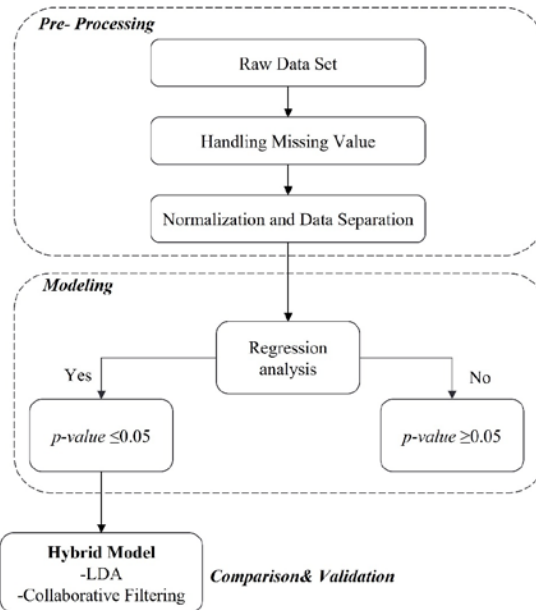 Pre- Processing
Raw Data Set
Handling Missing Value
Normalization and Data Separation
Modeling
Regression
analysis
Yes
No
p-value ≤0.05
p-value ≥0.05
Hybrid Model
-LDA
-Collaborative Filtering
Comparison& Validation